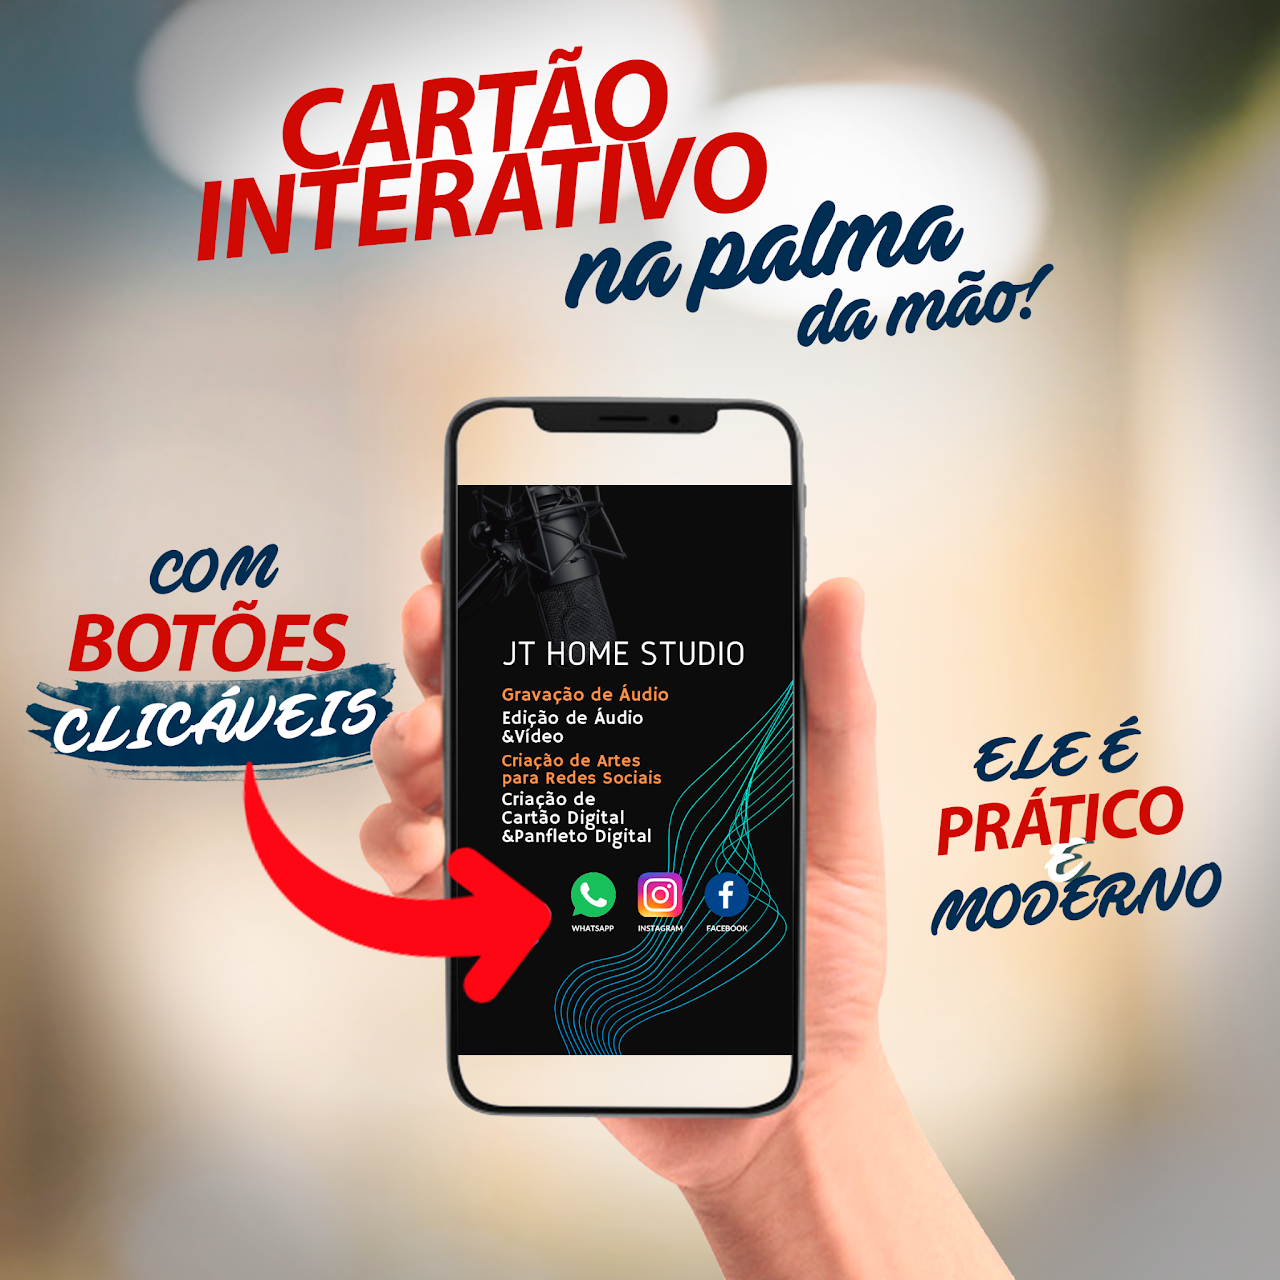 CARTÃO
INTERATIVO
na palma
da mão!
COM
BOTÕES
CLICÁVEIS
JT HOME STUDIO
Gravação de Áudio
Edição de Áudio
&Vídeo
Criação de Artes
para Redes Sociais
Criação de
Cartão Digital
&Panfleto Digital
WHATSAPP INSTAGRAM FACEBOOK
ELE É
PRÁTICO
E
MODERNO